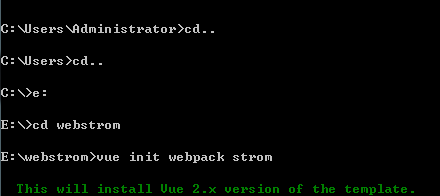 C:\Users\Administrator>cd..
C:\Users>cd..
C:\>e:
E:\>cd webstrom
E:\webstrom>vue init webpack strom
This will install Vue 2.x version of the template.